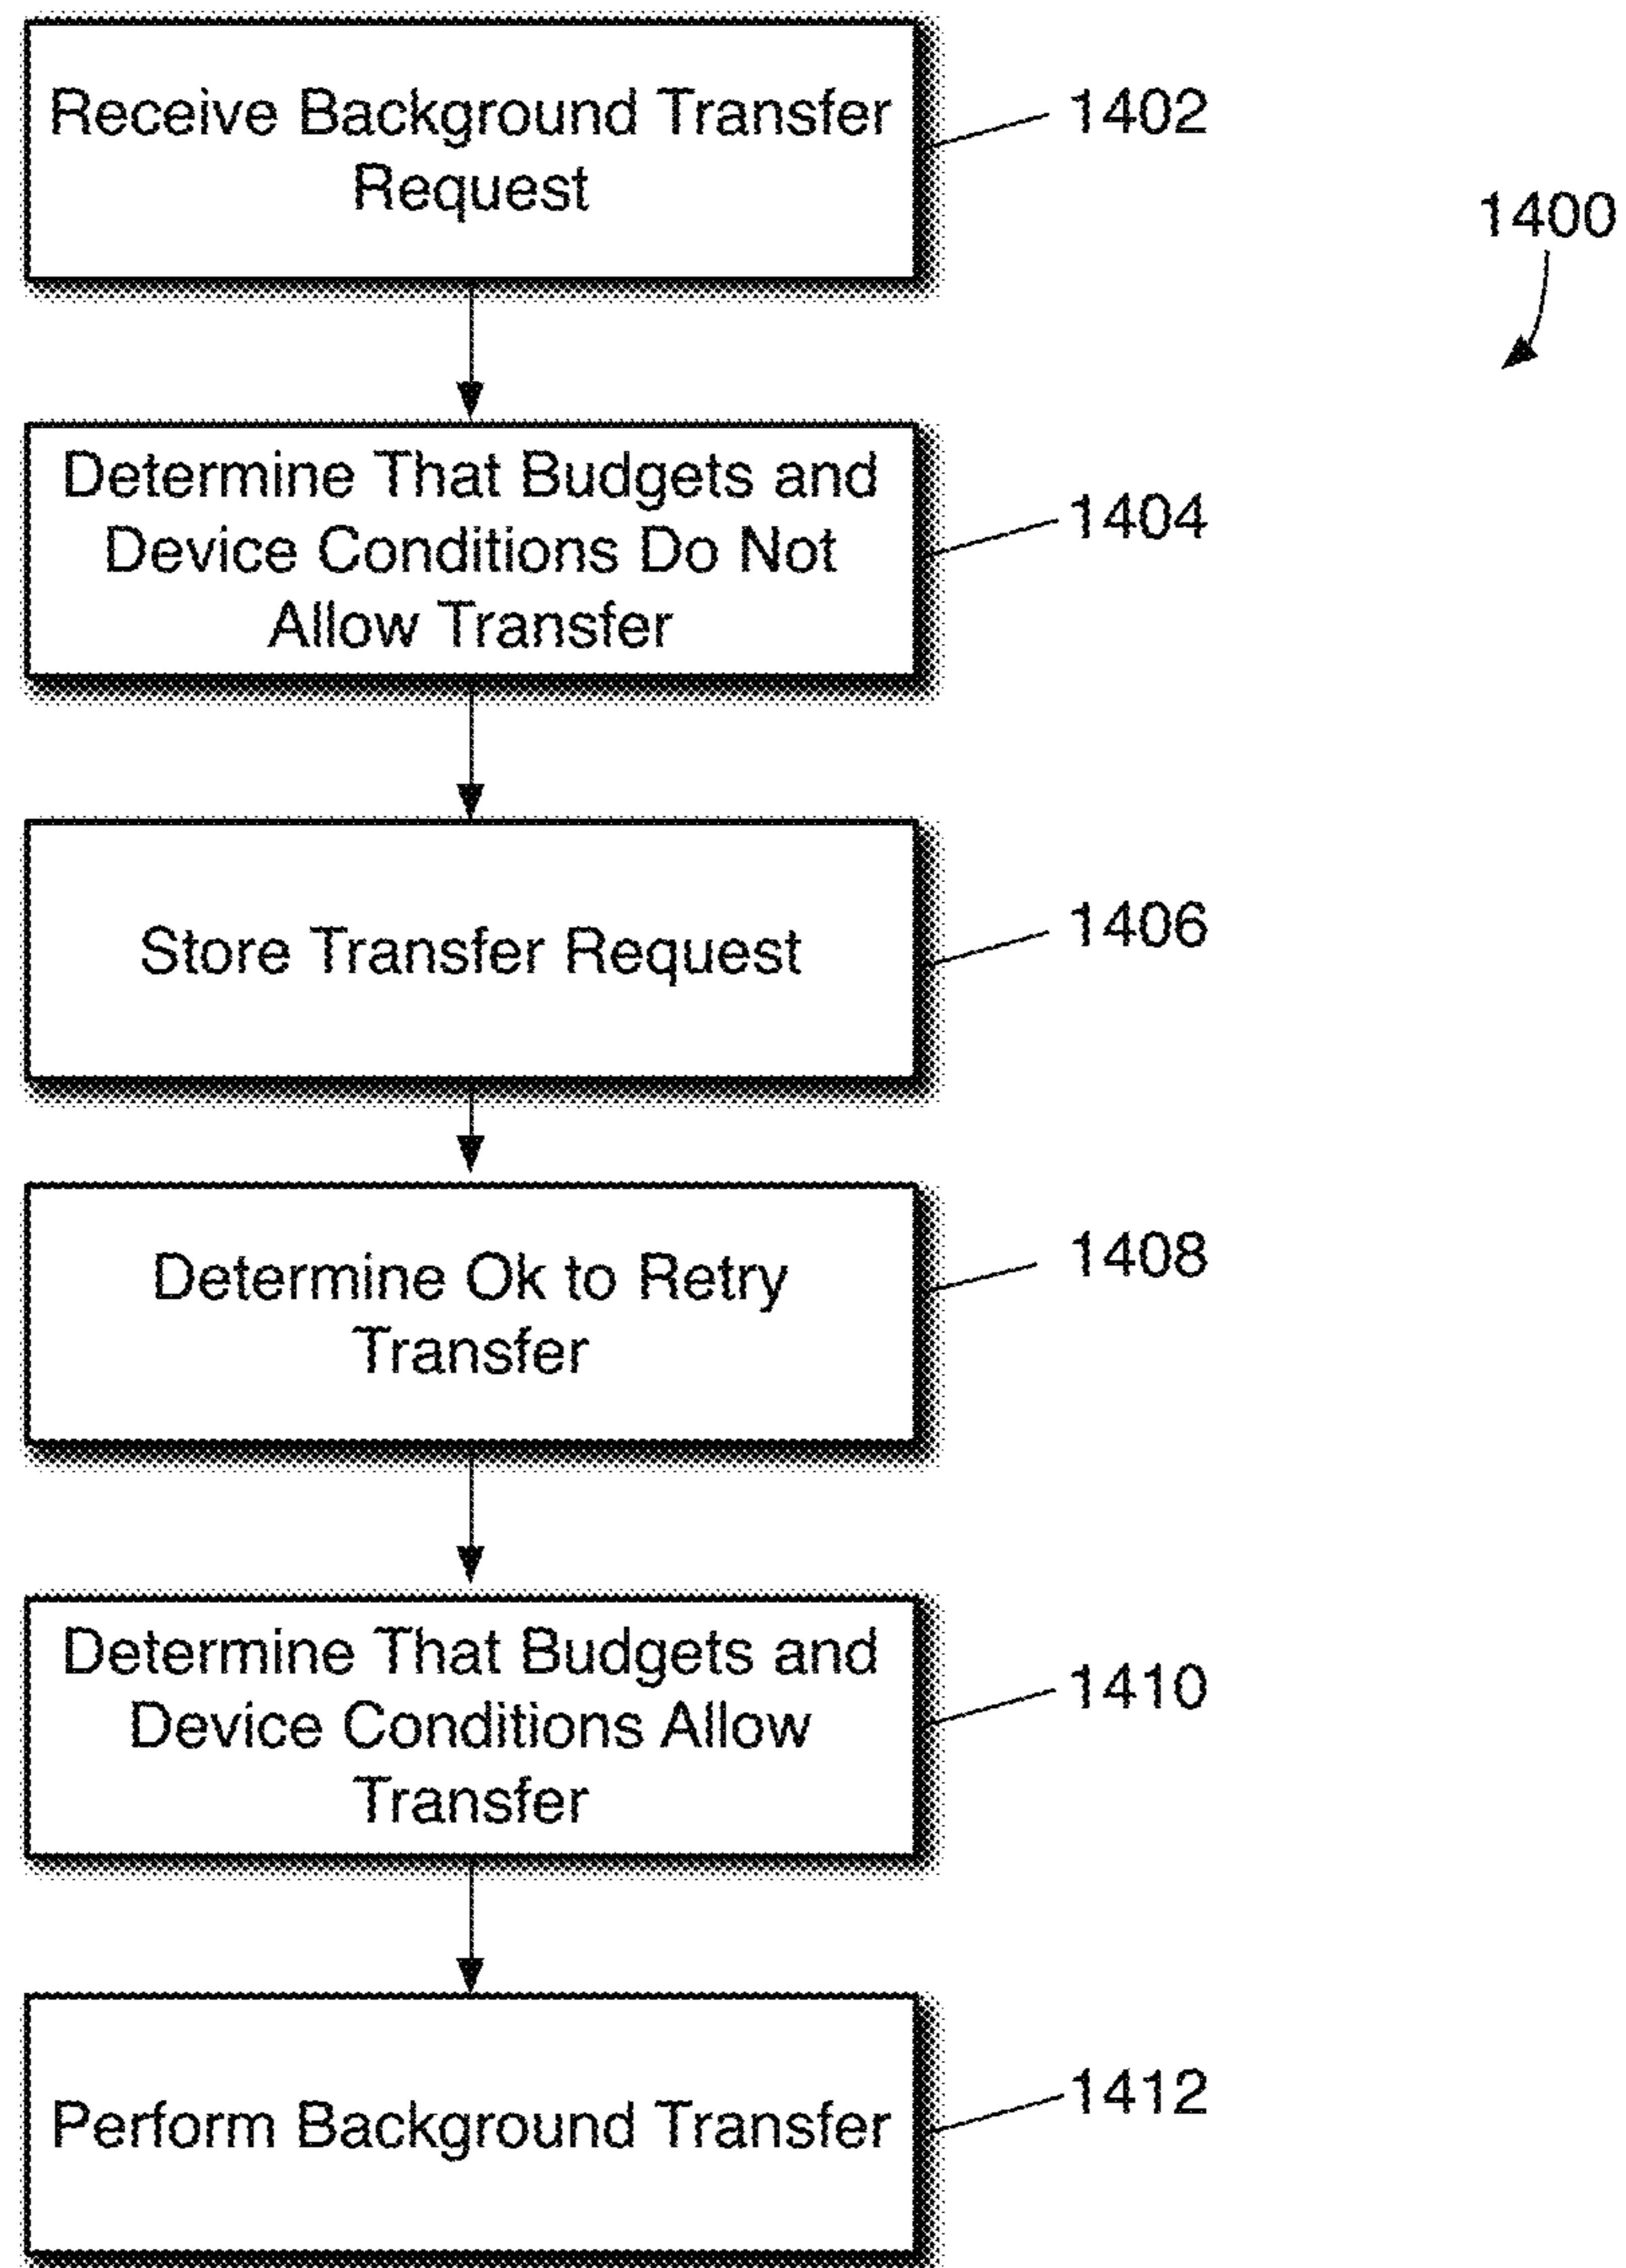 Receive Background Transfer
Request
1402
1400
Determine That Budgets and
Device Conditions Do Not
Allow Transfer
1404
Store Transfer Request
1406
Determine Ok to Retry
Transfer
1408
Determine That Budgets and
Device Conditions Allow
Transfer
1410
Perform Background Transfer
1412